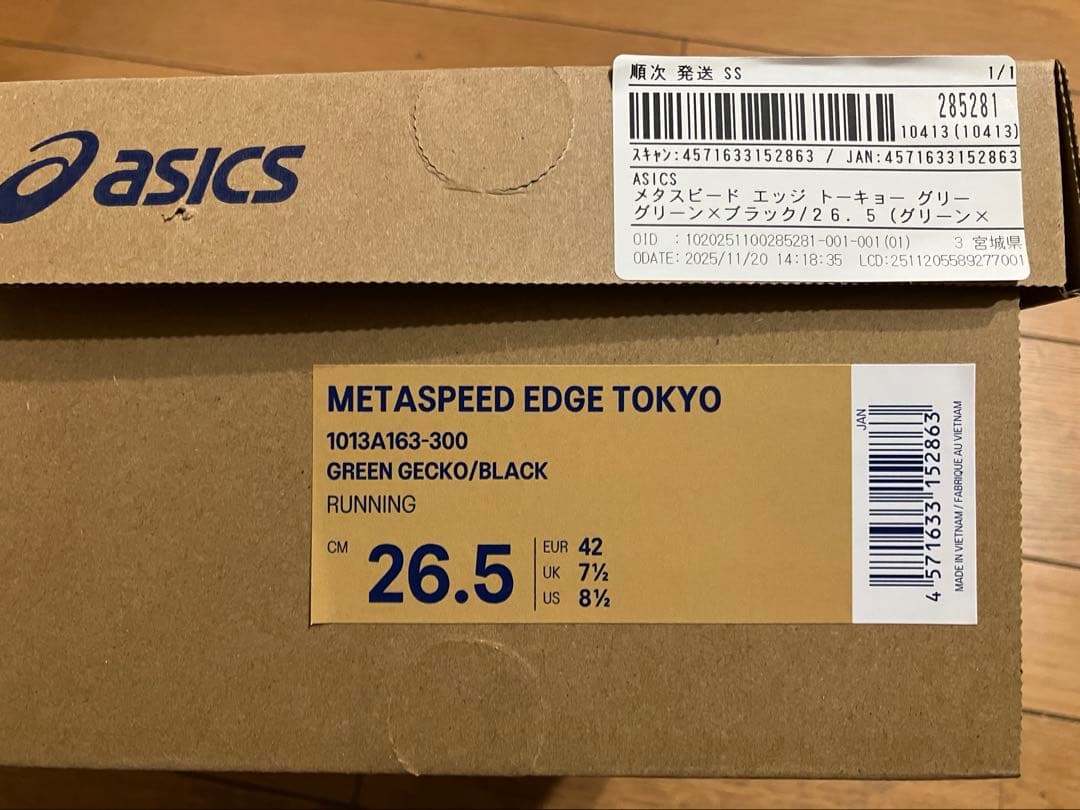 asics
順次 発送 SS 1/1
285281
10413(10413)
ｽｷｬﾝ:4571633152863 / JAN:4571633152863
ASICS
メタスピード エッジ トーキョー グリー
グリーン×ブラック/26.5 (グリーン×
OID :1020251100285281-001-001(01) 3 宮城県
ODATE: 2025/11/20 14:18:35 LCD:2511205589277001
METASPEED EDGE TOKYO
1013A163-300
GREEN GECKO/BLACK
RUNNING
CM 26.5
EUR 42
UK 7½
US 8½
JAN
4 571633 152863
MADE IN VIETNAM / FABRIQUE AU VIETNAM